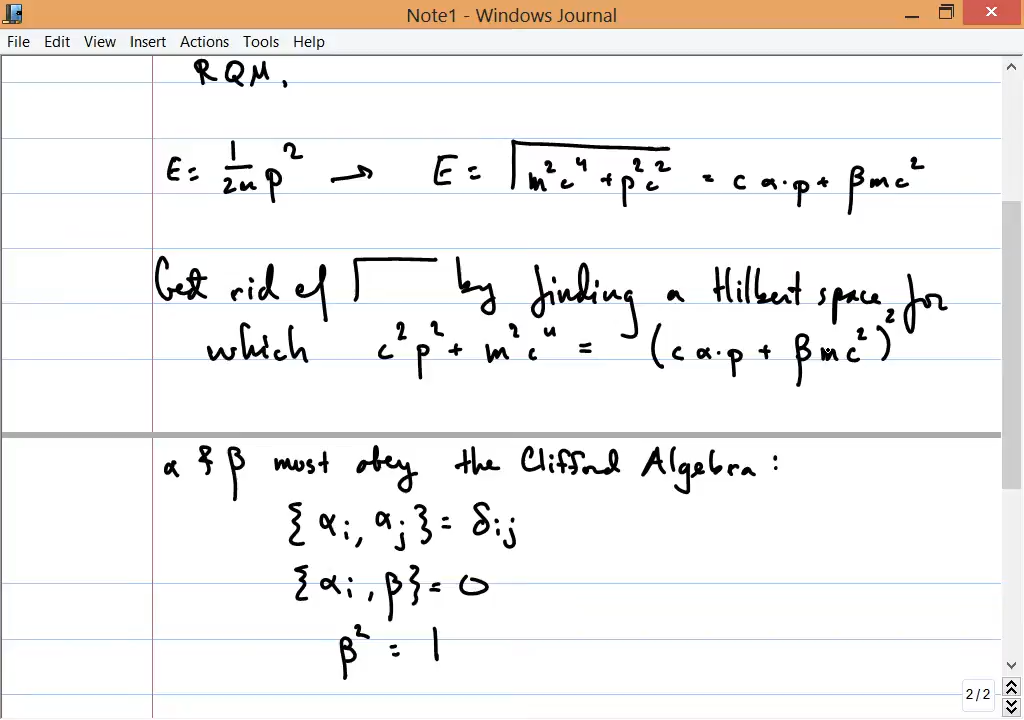 Note1 - Windows Journal
File Edit View Insert Actions Tools Help
RQM.
E = 1/2m p² → E = √(m²c⁴ + p²c²) = c α·p + βmc²
Get rid of √ by finding a Hilbert space for
which c²p² + m²c⁴ = (c α·p + βmc²)²
α & β must obey the Clifford Algebra :
{αi, αj} = δij
{αi, β} = 0
β² = 1
2/2